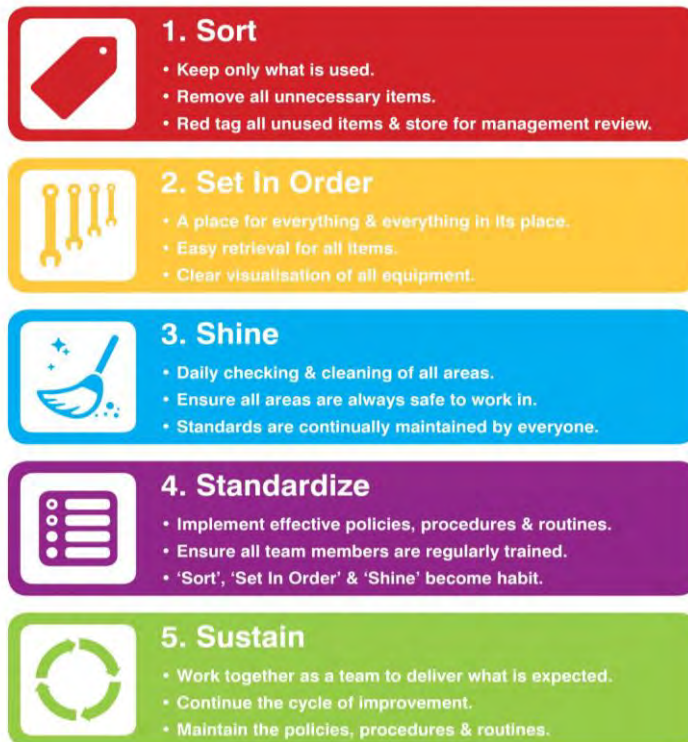 1. Sort
• Keep only what is used.
• Remove all unnecessary items.
• Red tag all unused items & store for management review.
2. Set In Order
• A place for everything & everything in its place.
• Easy retrieval for all items.
• Clear visualisation of all equipment.
3. Shine
• Daily checking & cleaning of all areas.
• Ensure all areas are always safe to work in.
• Standards are continually maintained by everyone.
4. Standardize
• Implement effective policies, procedures & routines.
• Ensure all team members are regularly trained.
• ‘Sort’, ‘Set In Order’ & ‘Shine’ become habit.
5. Sustain
• Work together as a team to deliver what is expected.
• Continue the cycle of improvement.
• Maintain the policies, procedures & routines.